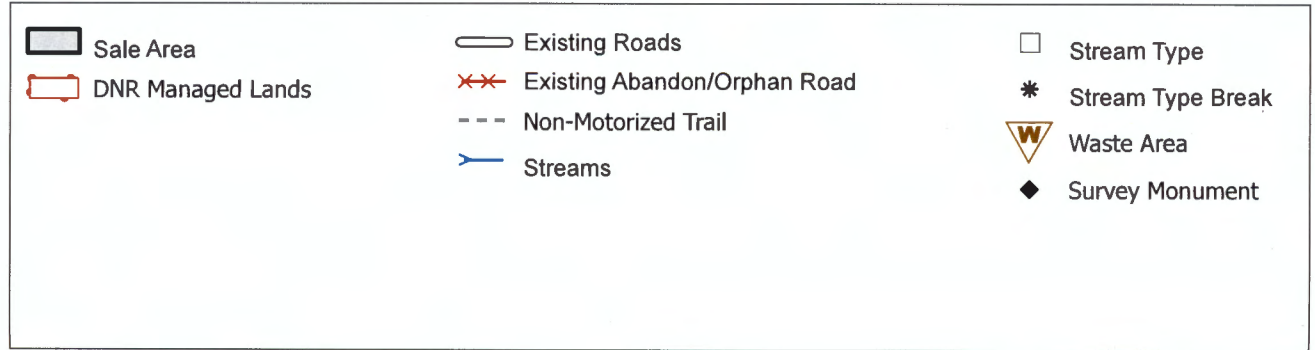 Sale Area
DNR Managed Lands
Existing Roads
Existing Abandon/Orphan Road
Non-Motorized Trail
Streams
Stream Type
Stream Type Break
W
Waste Area
Survey Monument